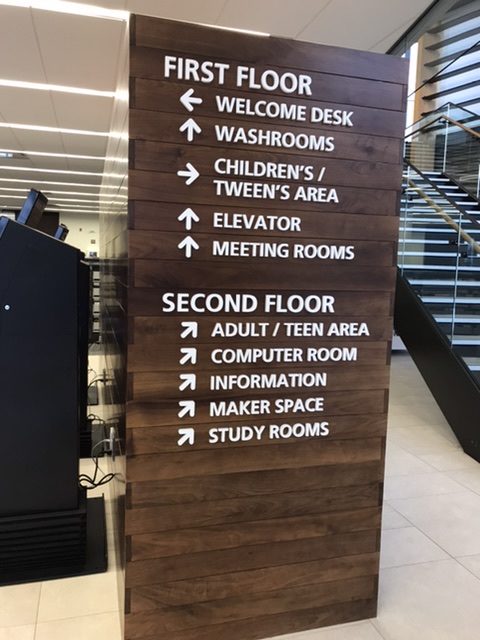 FIRST FLOOR
← WELCOME DESK
↑ WASHROOMS
→ CHILDREN'S /
TWEEN'S AREA
↑ ELEVATOR
↑ MEETING ROOMS
SECOND FLOOR
↗ ADULT / TEEN AREA
↗ COMPUTER ROOM
↗ INFORMATION
↗ MAKER SPACE
↗ STUDY ROOMS